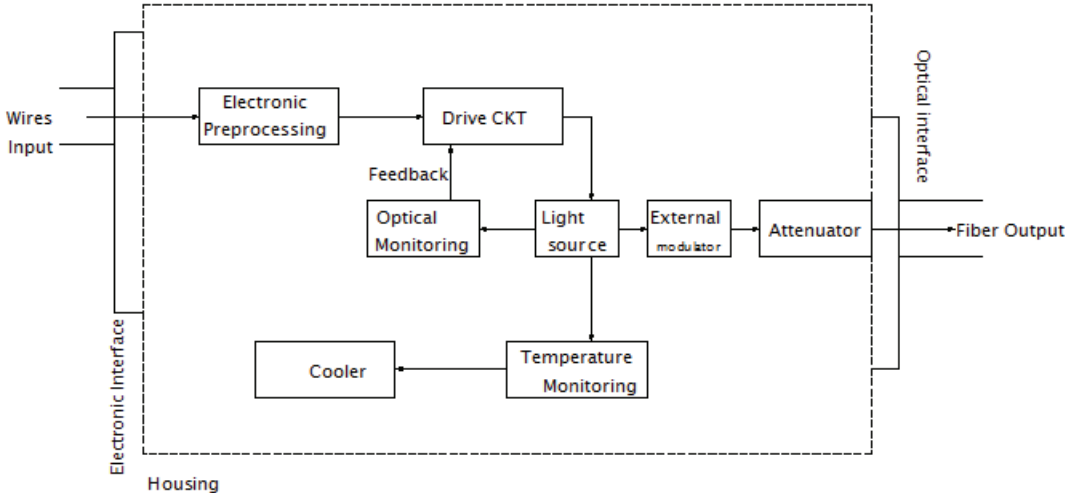 Wires
Input
Electronic Interface
Housing
Electronic
Preprocessing
Drive CKT
Feedback
Optical
Monitoring
Light
source
External
modulator
Attenuator
Optical interface
Fiber Output
Cooler
Temperature
Monitoring